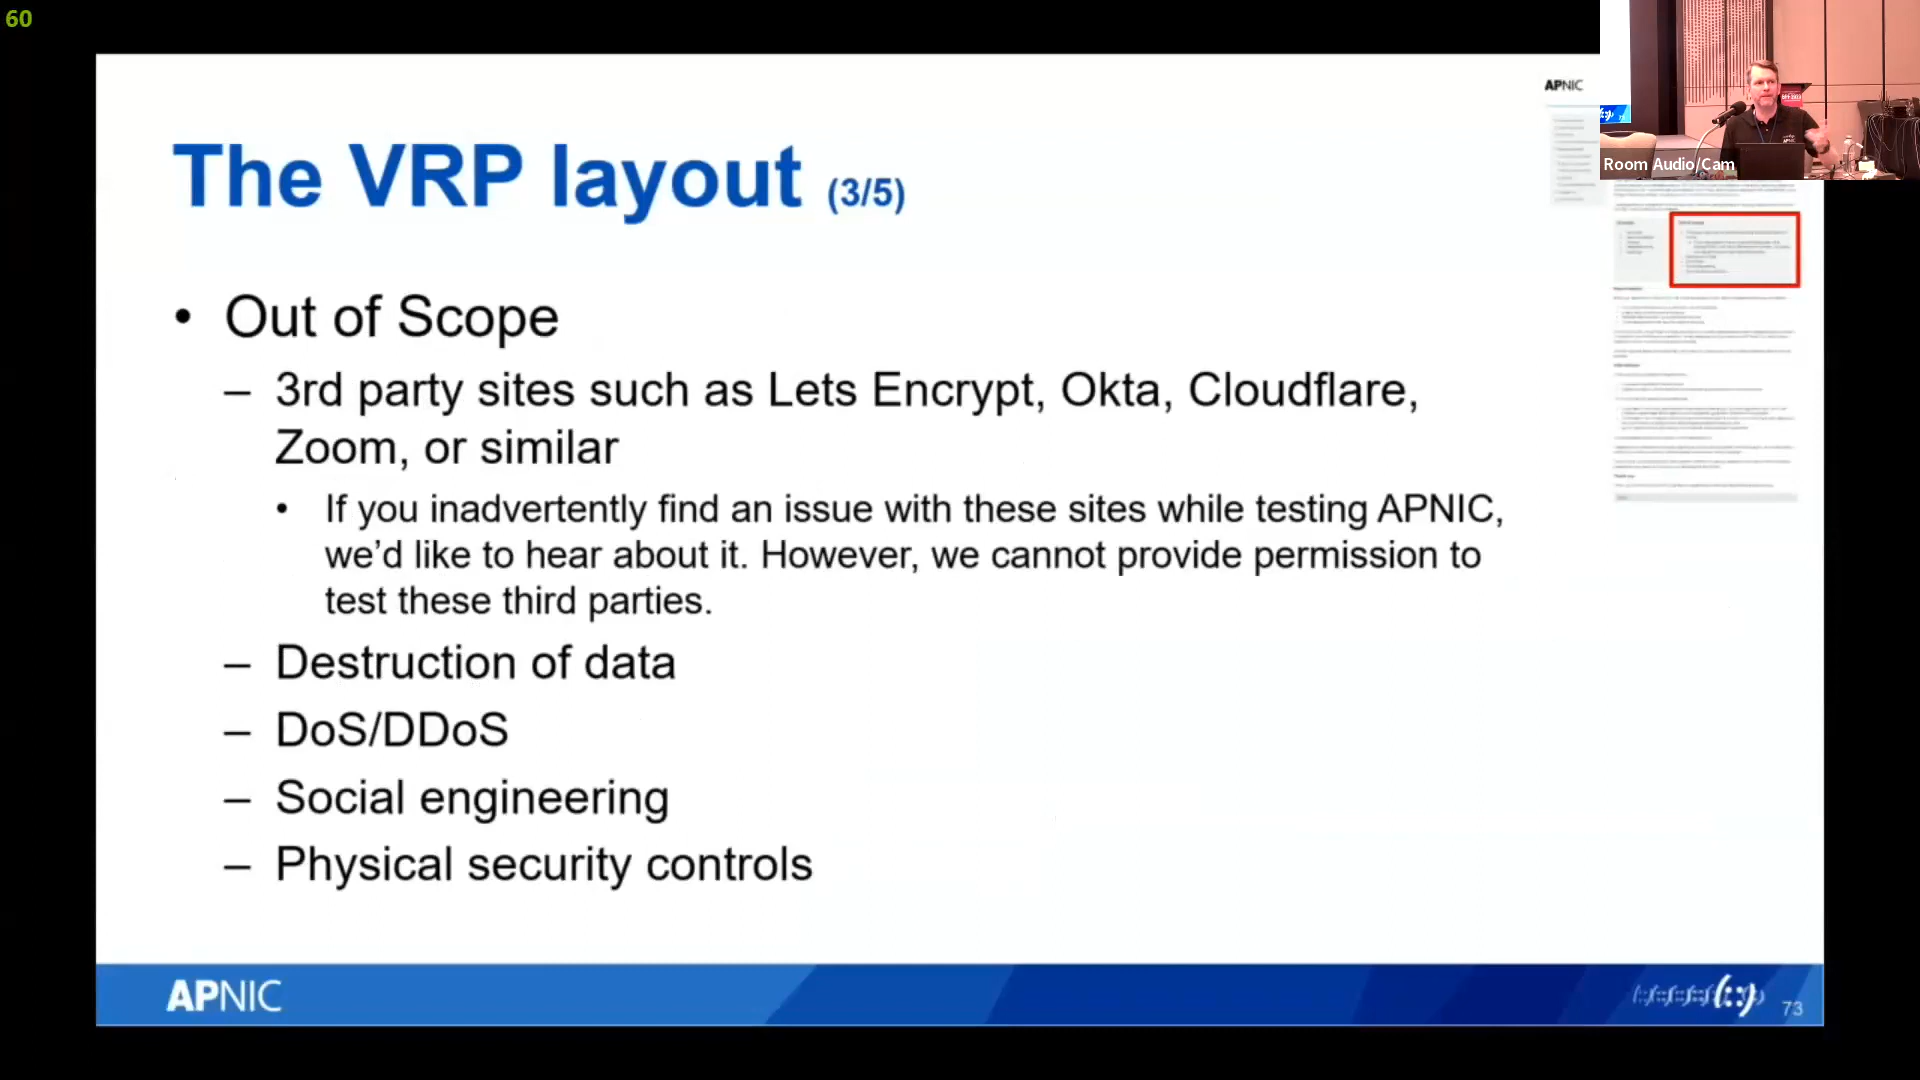 60
APNIC
The VRP layout (3/5)
Room Audio/Cam
• Out of Scope
– 3rd party sites such as Lets Encrypt, Okta, Cloudflare,
Zoom, or similar
• If you inadvertently find an issue with these sites while testing APNIC,
we’d like to hear about it. However, we cannot provide permission to
test these third parties.
– Destruction of data
– DoS/DDoS
– Social engineering
– Physical security controls
APNIC
73